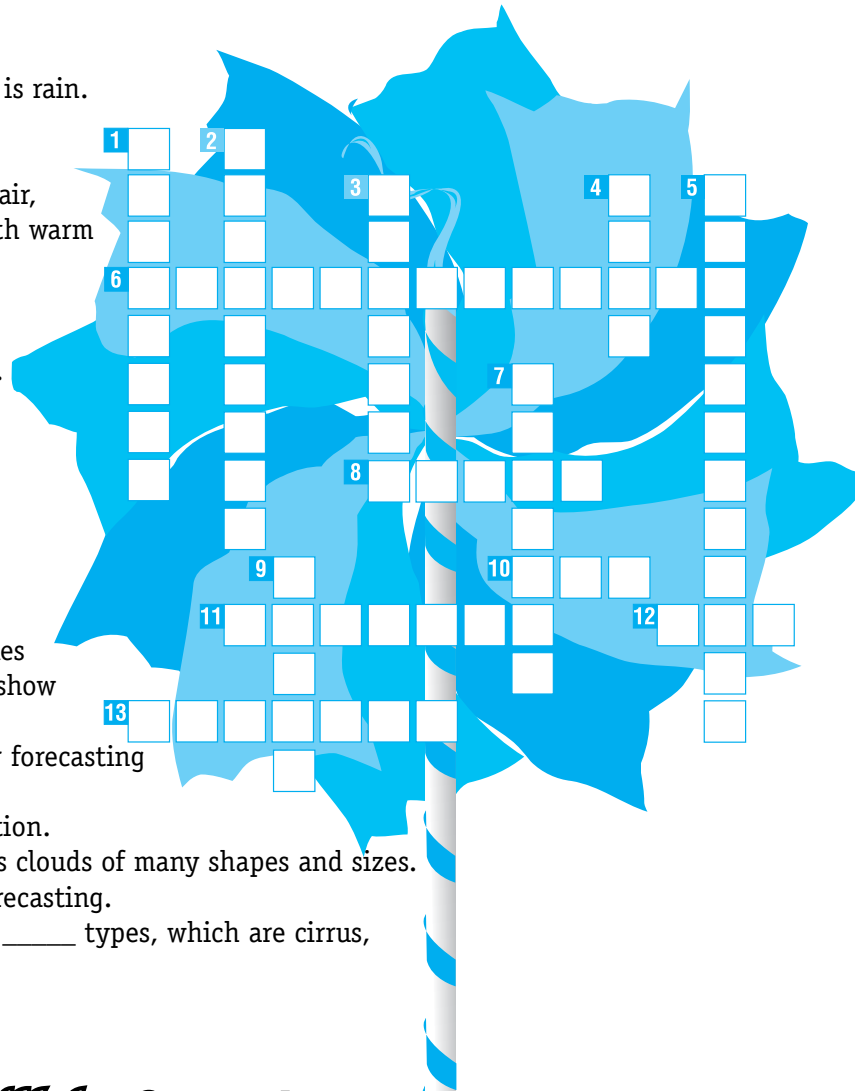 is rain.
1
2
air,
3
4
5
th warm
6
7
8
9
10
11
12
es
show
13
forecasting
tion.
s clouds of many shapes and sizes.
recasting.
_____ types, which are cirrus,